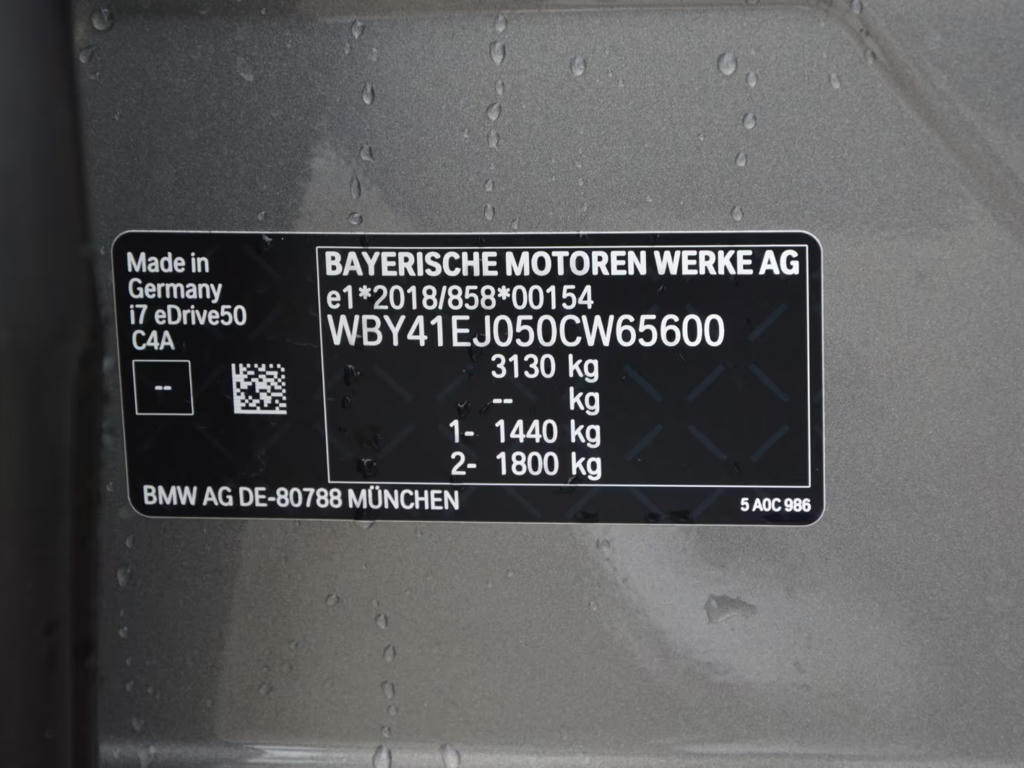 Made in
Germany
i7 eDrive50
C4A
--
BAYERISCHE MOTOREN WERKE AG
e1*2018/858*00154
WBY41EJ050CW65600
3130 kg
-- kg
1- 1440 kg
2- 1800 kg
BMW AG DE-80788 MÜNCHEN
5 A0C 986